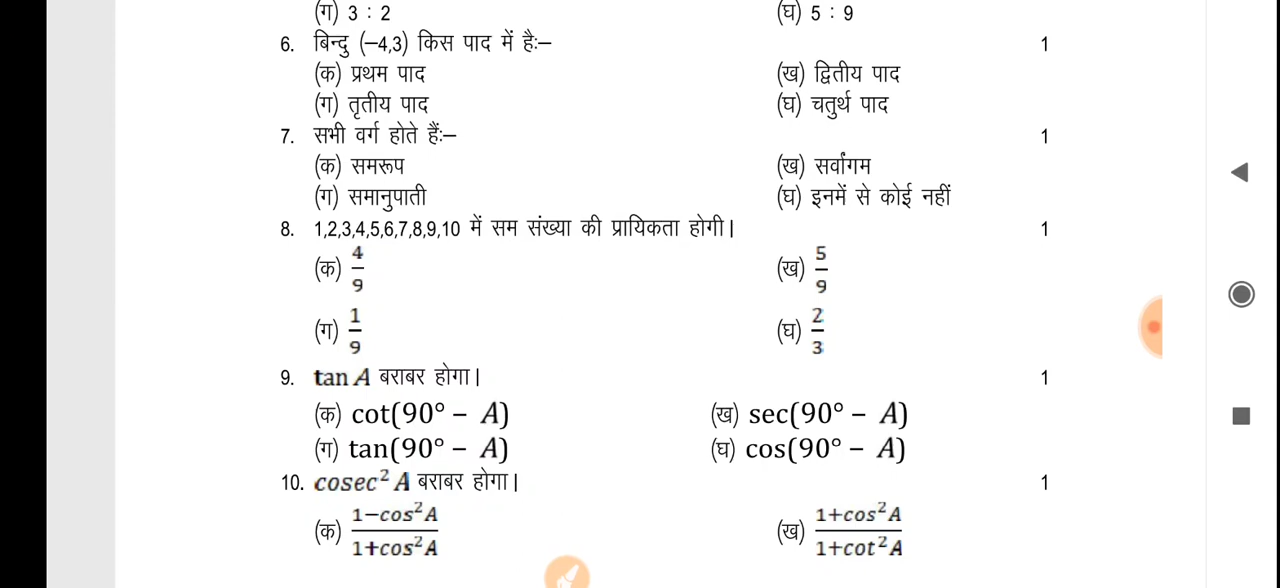 (ग) 3 : 2 (घ) 5 : 9
6. बिन्दु (–4,3) किस पाद में है:– 1
(क) प्रथम पाद (ख) द्वितीय पाद
(ग) तृतीय पाद (घ) चतुर्थ पाद
7. सभी वर्ग होते हैं:– 1
(क) समरूप (ख) सर्वांगम
(ग) समानुपाती (घ) इनमें से कोई नहीं
8. 1,2,3,4,5,6,7,8,9,10 में सम संख्या की प्रायिकता होगी। 1
(क) 4/9 (ख) 5/9
(ग) 1/9 (घ) 2/3
9. tan A बराबर होगा। 1
(क) cot(90° − A) (ख) sec(90° − A)
(ग) tan(90° − A) (घ) cos(90° − A)
10. cosec² A बराबर होगा। 1
(क) 1−cos²A/1+cos²A (ख) 1+cos²A/1+cot²A